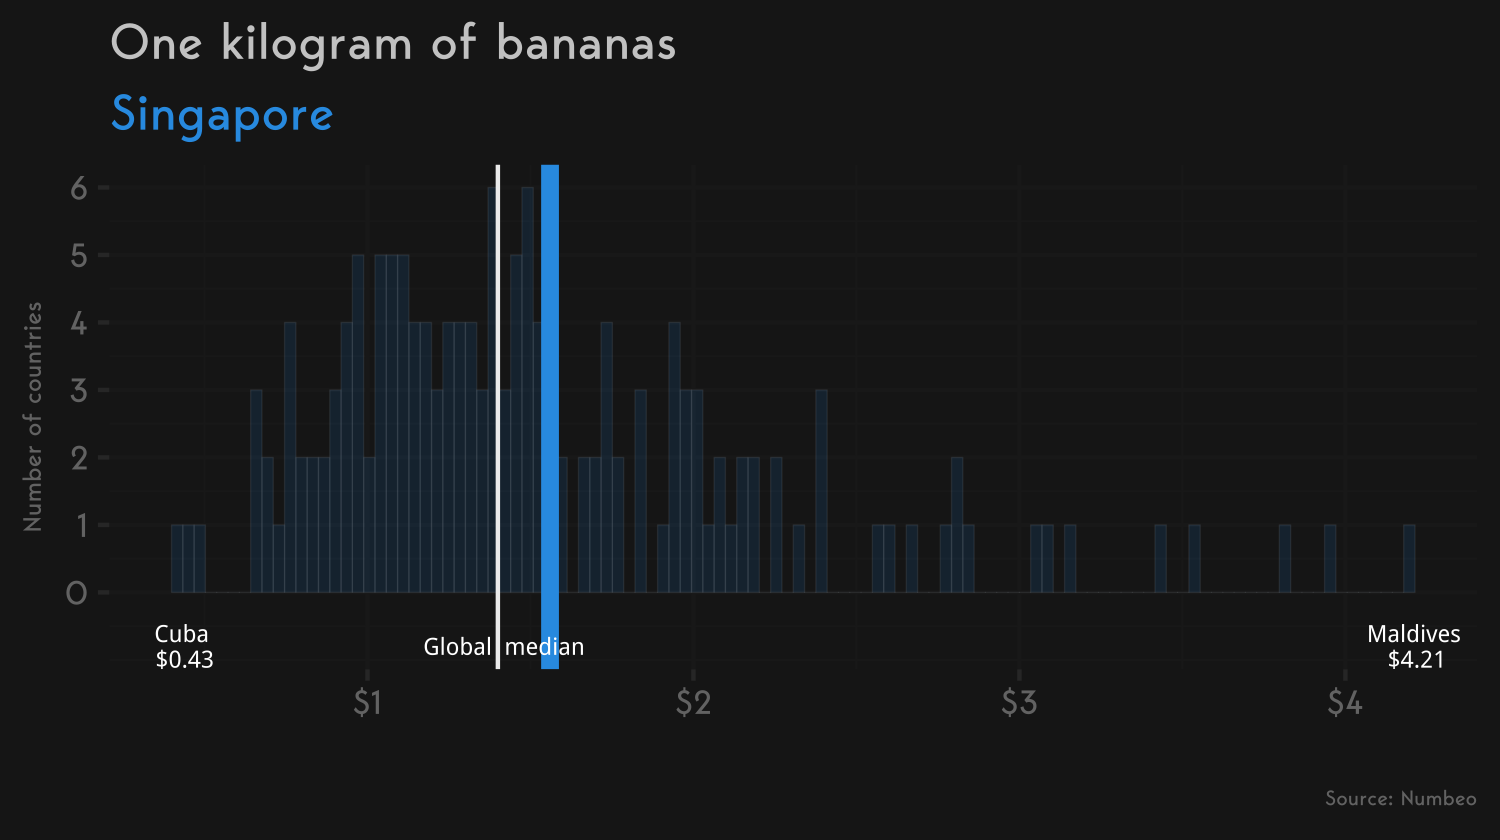 One kilogram of bananas
Singapore
Number of countries
6
5
4
3
2
1
0
Cuba
$0.43
Global median
Maldives
$4.21
$1
$2
$3
$4
Source: Numbeo